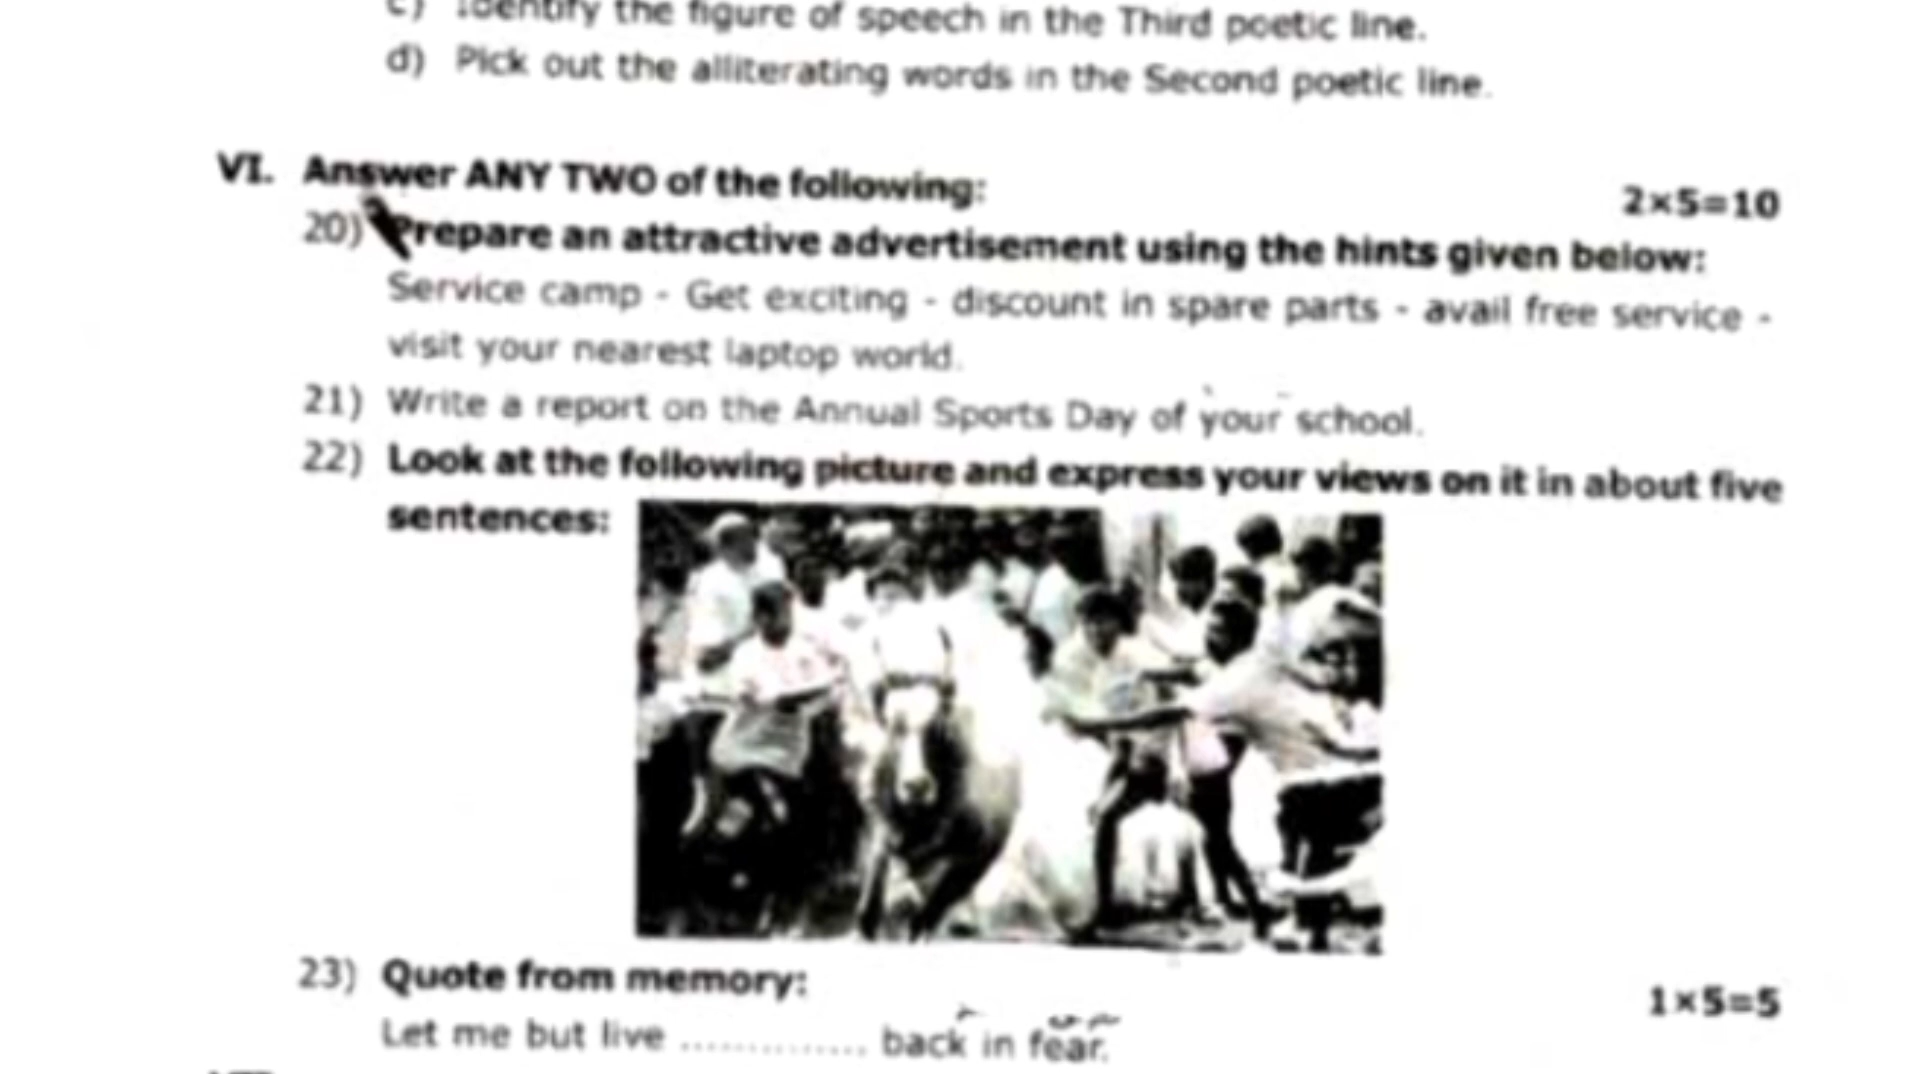 c) Identify the figure of speech in the Third poetic line.
d) Pick out the alliterating words in the Second poetic line.
VI. Answer ANY TWO of the following: 2×5=10
20) Prepare an attractive advertisement using the hints given below:
Service camp - Get exciting - discount in spare parts - avail free service -
visit your nearest laptop world.
21) Write a report on the Annual Sports Day of your school.
22) Look at the following picture and express your views on it in about five
sentences:
23) Quote from memory: 1×5=5
Let me but live .............. back in fear.